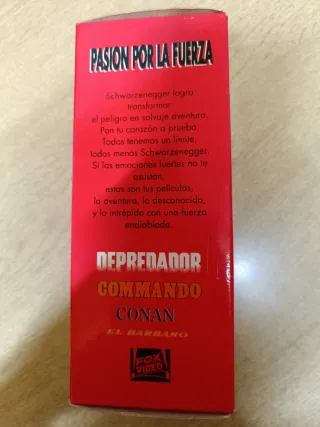 PASION POR LA FUERZA
Schwarzenegger logra
transformar
el peligro en salvaje aventura.
Pon tu corazón a prueba.
Todos tenemos un límite,
todos menos Schwarzenegger.
Si las emociones fuertes no te
asustan,
estas son tus películas,
la aventura, lo desconocido,
y lo intrépido con una fuerza
endiablada.
DEPREDADOR
COMMANDO
CONAN
EL BARBARO
FOX
VIDEO